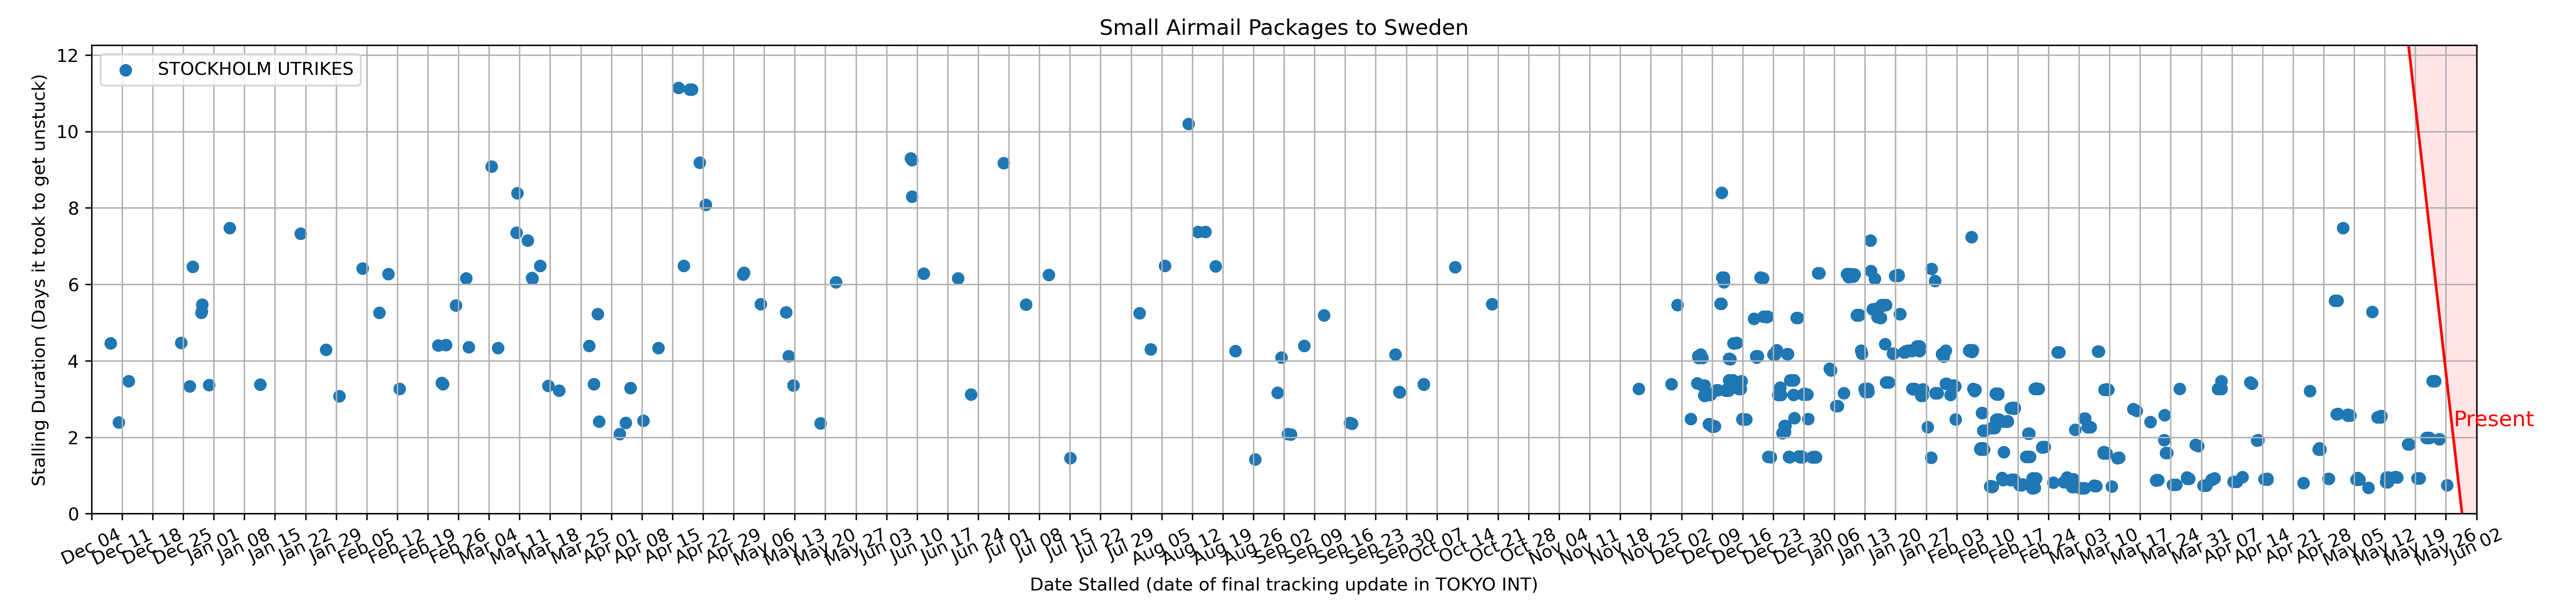 Small Airmail Packages to Sweden
STOCKHOLM UTRIKES
Stalling Duration (Days it took to get unstuck)
12
10
8
6
4
2
0
Present
Dec 04 Dec 11 Dec 18 Dec 25 Jan 01 Jan 08 Jan 15 Jan 22 Jan 29 Feb 05 Feb 12 Feb 19 Feb 26 Mar 04 Mar 11 Mar 18 Mar 25 Apr 01 Apr 08 Apr 15 Apr 22 Apr 29 May 06 May 13 May 20 May 27 Jun 03 Jun 10 Jun 17 Jun 24 Jul 01 Jul 08 Jul 15 Jul 22 Jul 29 Aug 05 Aug 12 Aug 19 Aug 26 Sep 02 Sep 09 Sep 16 Sep 23 Sep 30 Oct 07 Oct 14 Oct 21 Oct 28 Nov 04 Nov 11 Nov 18 Nov 25 Dec 02 Dec 09 Dec 16 Dec 23 Dec 30 Jan 06 Jan 13 Jan 20 Jan 27 Feb 03 Feb 10 Feb 17 Feb 24 Mar 03 Mar 10 Mar 17 Mar 24 Mar 31 Apr 07 Apr 14 Apr 21 Apr 28 May 05 May 12 May 19 May 26 Jun 02
Date Stalled (date of final tracking update in TOKYO INT)